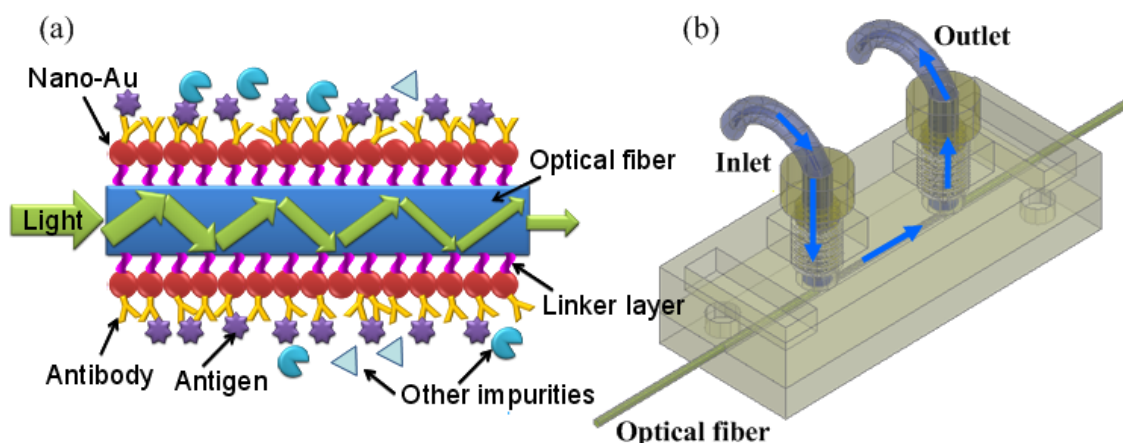 (a)
Nano-Au
Optical fiber
Light
Linker layer
Antibody
Antigen
Other impurities
(b)
Outlet
Inlet
Optical fiber